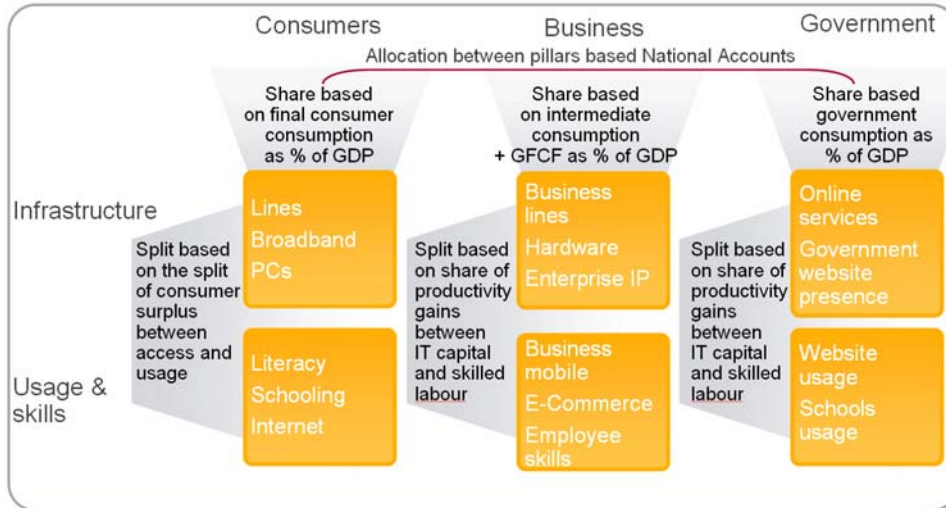 Consumers
Business
Government
Allocation between pillars based National Accounts
Share based
on final consumer
consumption
as % of GDP
Share based
on intermediate
consumption
+ GFCF as % of GDP
Share based
government
consumption as
% of GDP
Infrastructure
Split based
on the split
of consumer
surplus
between
access and
usage
Lines
Broadband
PCs
Split based
on share of
productivity
gains
between
IT capital
and skilled
labour
Business
lines
Hardware
Enterprise IP
Split based
on share of
productivity
gains
between
IT capital
and skilled
labour
Online
services
Government
website
presence
Usage &
skills
Literacy
Schooling
Internet
Business
mobile
E-Commerce
Employee
skills
Website
usage
Schools
usage